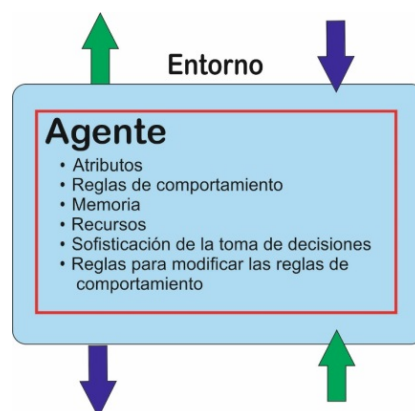 Entorno
Agente
• Atributos
• Reglas de comportamiento
• Memoria
• Recursos
• Sofisticación de la toma de decisiones
• Reglas para modificar las reglas de
comportamiento